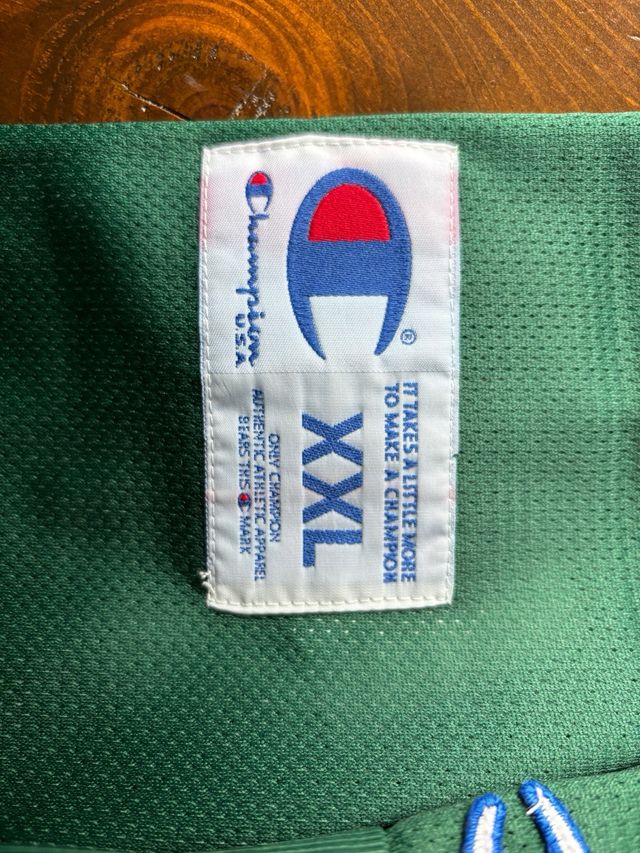 Champion
U.S.A
®
IT TAKES A LITTLE MORE
TO MAKE A CHAMPION
XXL
ONLY CHAMPION
AUTHENTIC ATHLETIC APPAREL
BEARS THIS MARK